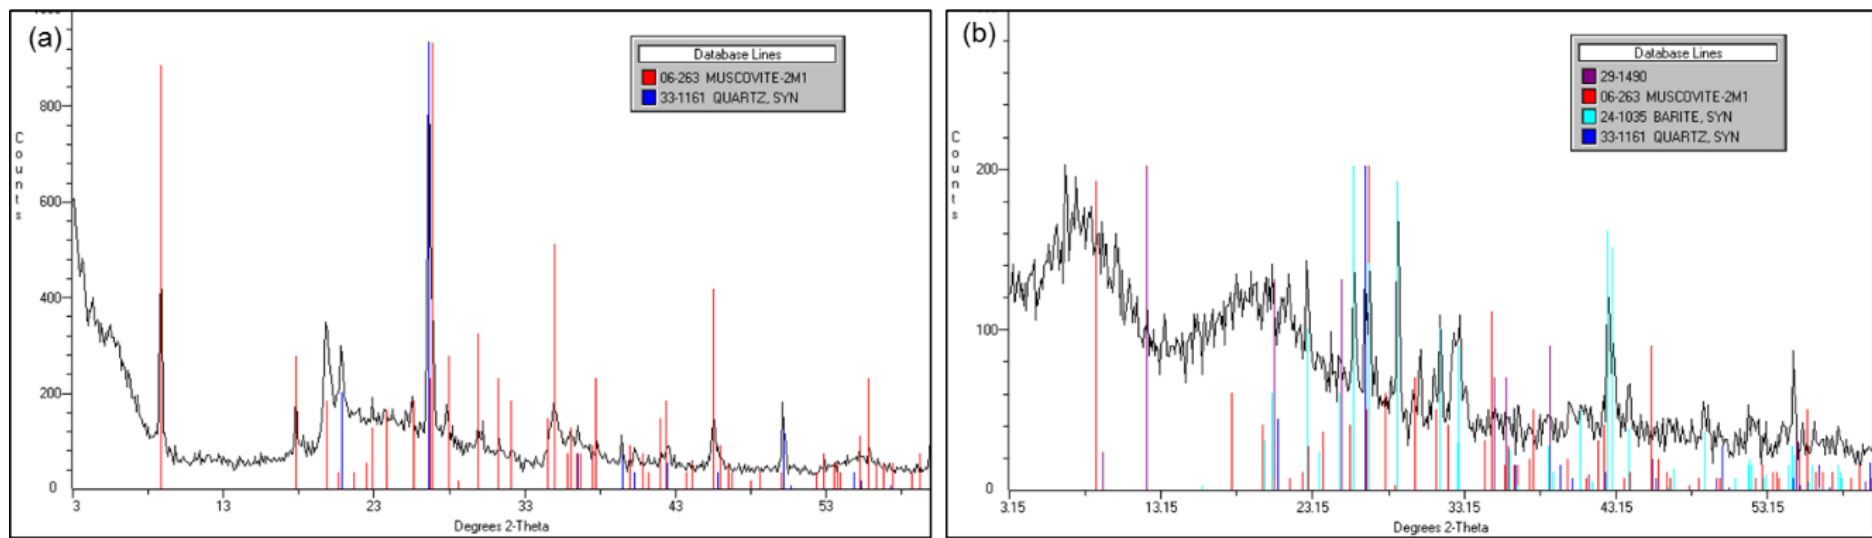 (a)
Database Lines
06-263 MUSCOVITE-2M1
33-1161 QUARTZ, SYN
Counts
800
600
400
200
0
3
13
23
33
43
53
Degrees 2-Theta
(b)
Database Lines
29-1490
06-263 MUSCOVITE-2M1
24-1035 BARITE, SYN
33-1161 QUARTZ, SYN
Counts
200
100
0
3.15
13.15
23.15
33.15
43.15
53.15
Degrees 2-Theta